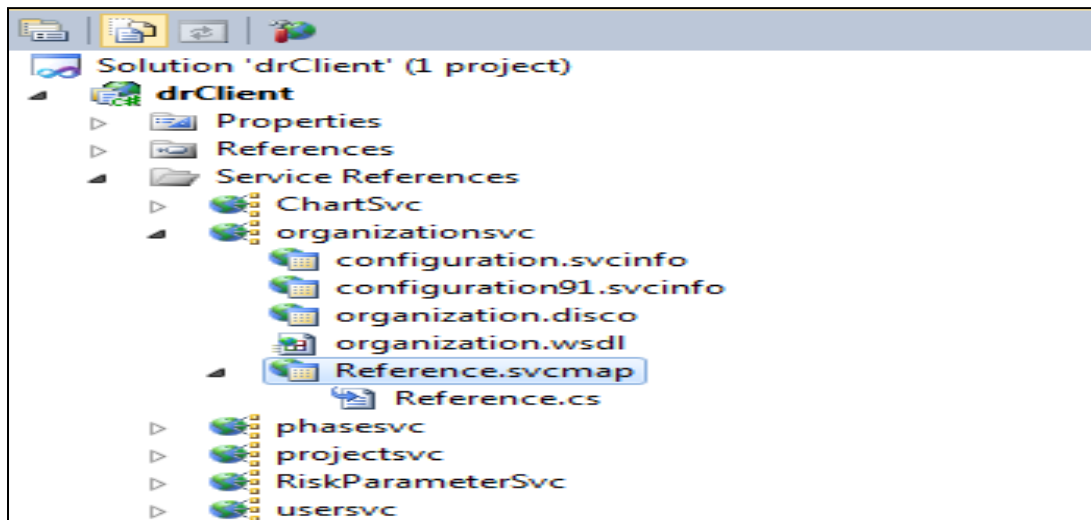 Solution 'drClient' (1 project)
drClient
Properties
References
Service References
ChartSvc
organizationsvc
configuration.svcinfo
configuration91.svcinfo
organization.disco
organization.wsdl
Reference.svcmap
Reference.cs
phasesvc
projectsvc
RiskParameterSvc
usersvc